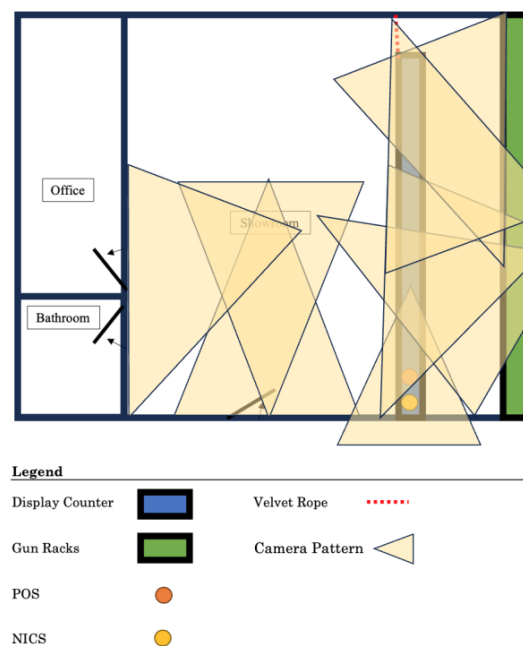 Office
Showroom
Bathroom
Legend
Display Counter
Velvet Rope
Gun Racks
Camera Pattern
POS
NICS